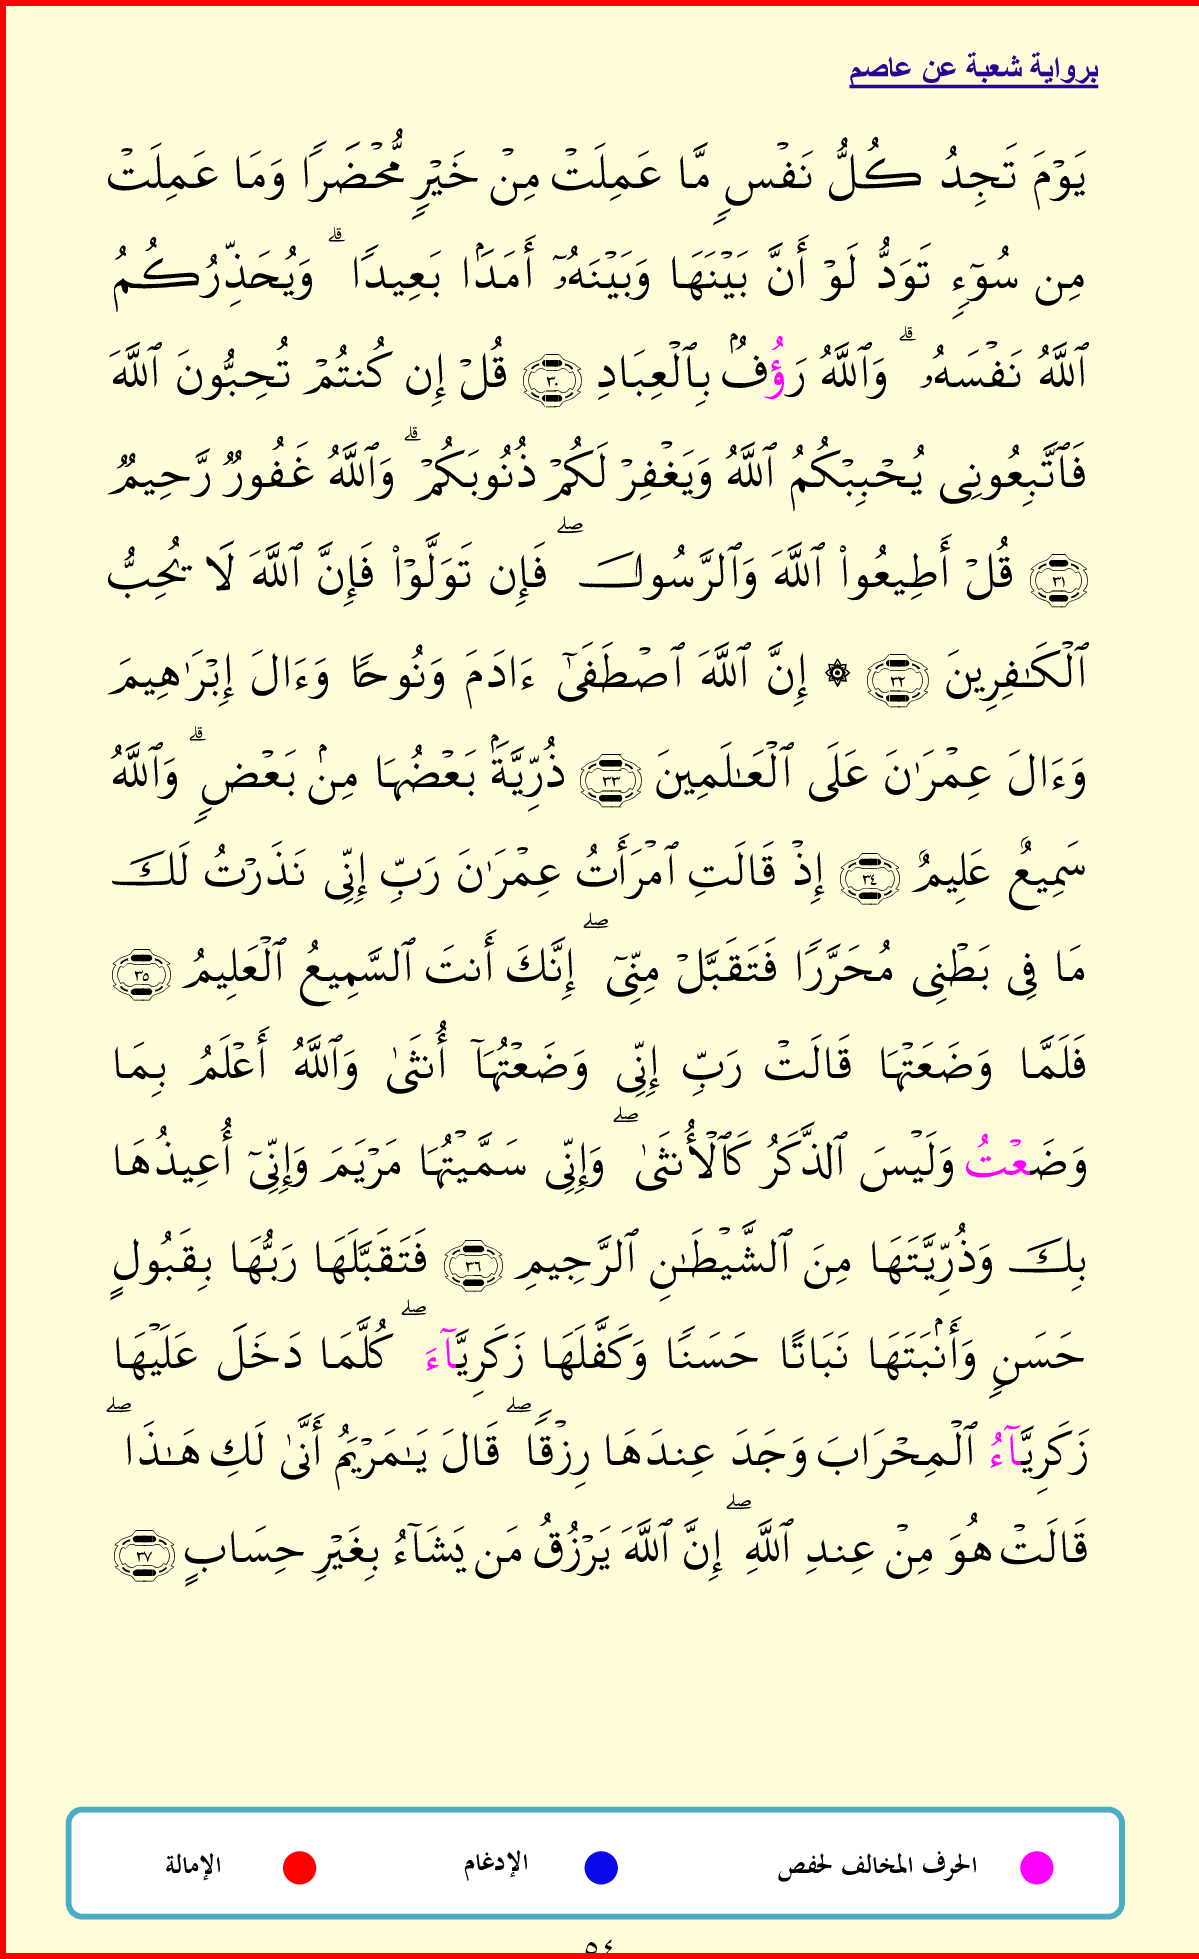 برواية شعبة عن عاصم
يَوْمَ تَجِدُ كُلُّ نَفْسٍ مَّا عَمِلَتْ مِنْ خَيْرٍ مُّحْضَرًا وَمَا عَمِلَتْ
مِن سُوٓءٍ تَوَدُّ لَوْ أَنَّ بَيْنَهَا وَبَيْنَهُۥٓ أَمَدَۢا بَعِيدًا ۗ وَيُحَذِّرُكُمُ
ٱللَّهُ نَفْسَهُۥ ۗ وَٱللَّهُ رَؤُفٌۢ بِٱلْعِبَادِ ٣٠ قُلْ إِن كُنتُمْ تُحِبُّونَ ٱللَّهَ
فَٱتَّبِعُونِى يُحْبِبْكُمُ ٱللَّهُ وَيَغْفِرْ لَكُمْ ذُنُوبَكُمْ ۗ وَٱللَّهُ غَفُورٌ رَّحِيمٌ
٣١ قُلْ أَطِيعُوا۟ ٱللَّهَ وَٱلرَّسُولَ ۖ فَإِن تَوَلَّوْا۟ فَإِنَّ ٱللَّهَ لَا يُحِبُّ
ٱلْكَـٰفِرِينَ ٣٢ ۞ إِنَّ ٱللَّهَ ٱصْطَفَىٰٓ ءَادَمَ وَنُوحًا وَءَالَ إِبْرَٰهِيمَ
وَءَالَ عِمْرَٰنَ عَلَى ٱلْعَـٰلَمِينَ ٣٣ ذُرِّيَّةَۢ بَعْضُهَا مِنۢ بَعْضٍ ۗ وَٱللَّهُ
سَمِيعٌ عَلِيمٌ ٣٤ إِذْ قَالَتِ ٱمْرَأَتُ عِمْرَٰنَ رَبِّ إِنِّى نَذَرْتُ لَكَ
مَا فِى بَطْنِى مُحَرَّرًا فَتَقَبَّلْ مِنِّىٓ ۖ إِنَّكَ أَنتَ ٱلسَّمِيعُ ٱلْعَلِيمُ ٣٥
فَلَمَّا وَضَعَتْهَا قَالَتْ رَبِّ إِنِّى وَضَعْتُهَآ أُنثَىٰ وَٱللَّهُ أَعْلَمُ بِمَا
وَضَعْتُ وَلَيْسَ ٱلذَّكَرُ كَٱلْأُنثَىٰ ۖ وَإِنِّى سَمَّيْتُهَا مَرْيَمَ وَإِنِّىٓ أُعِيذُهَا
بِكَ وَذُرِّيَّتَهَا مِنَ ٱلشَّيْطَـٰنِ ٱلرَّجِيمِ ٣٦ فَتَقَبَّلَهَا رَبُّهَا بِقَبُولٍ
حَسَنٍ وَأَنۢبَتَهَا نَبَاتًا حَسَنًا وَكَفَّلَهَا زَكَرِيَّآءَ ۖ كُلَّمَا دَخَلَ عَلَيْهَا
زَكَرِيَّآءُ ٱلْمِحْرَابَ وَجَدَ عِندَهَا رِزْقًا ۖ قَالَ يَـٰمَرْيَمُ أَنَّىٰ لَكِ هَـٰذَا ۖ
قَالَتْ هُوَ مِنْ عِندِ ٱللَّهِ ۖ إِنَّ ٱللَّهَ يَرْزُقُ مَن يَشَآءُ بِغَيْرِ حِسَابٍ ٣٧
الحرف المخالف لحفص الإدغام الإمالة
٥٤